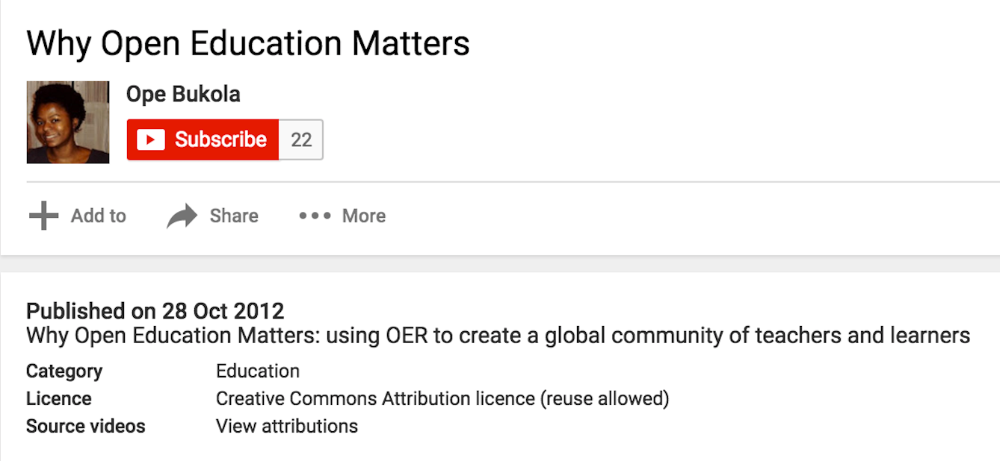 Why Open Education Matters
Ope Bukola
Subscribe 22
Add to Share More
Published on 28 Oct 2012
Why Open Education Matters: using OER to create a global community of teachers and learners
Category Education
Licence Creative Commons Attribution licence (reuse allowed)
Source videos View attributions